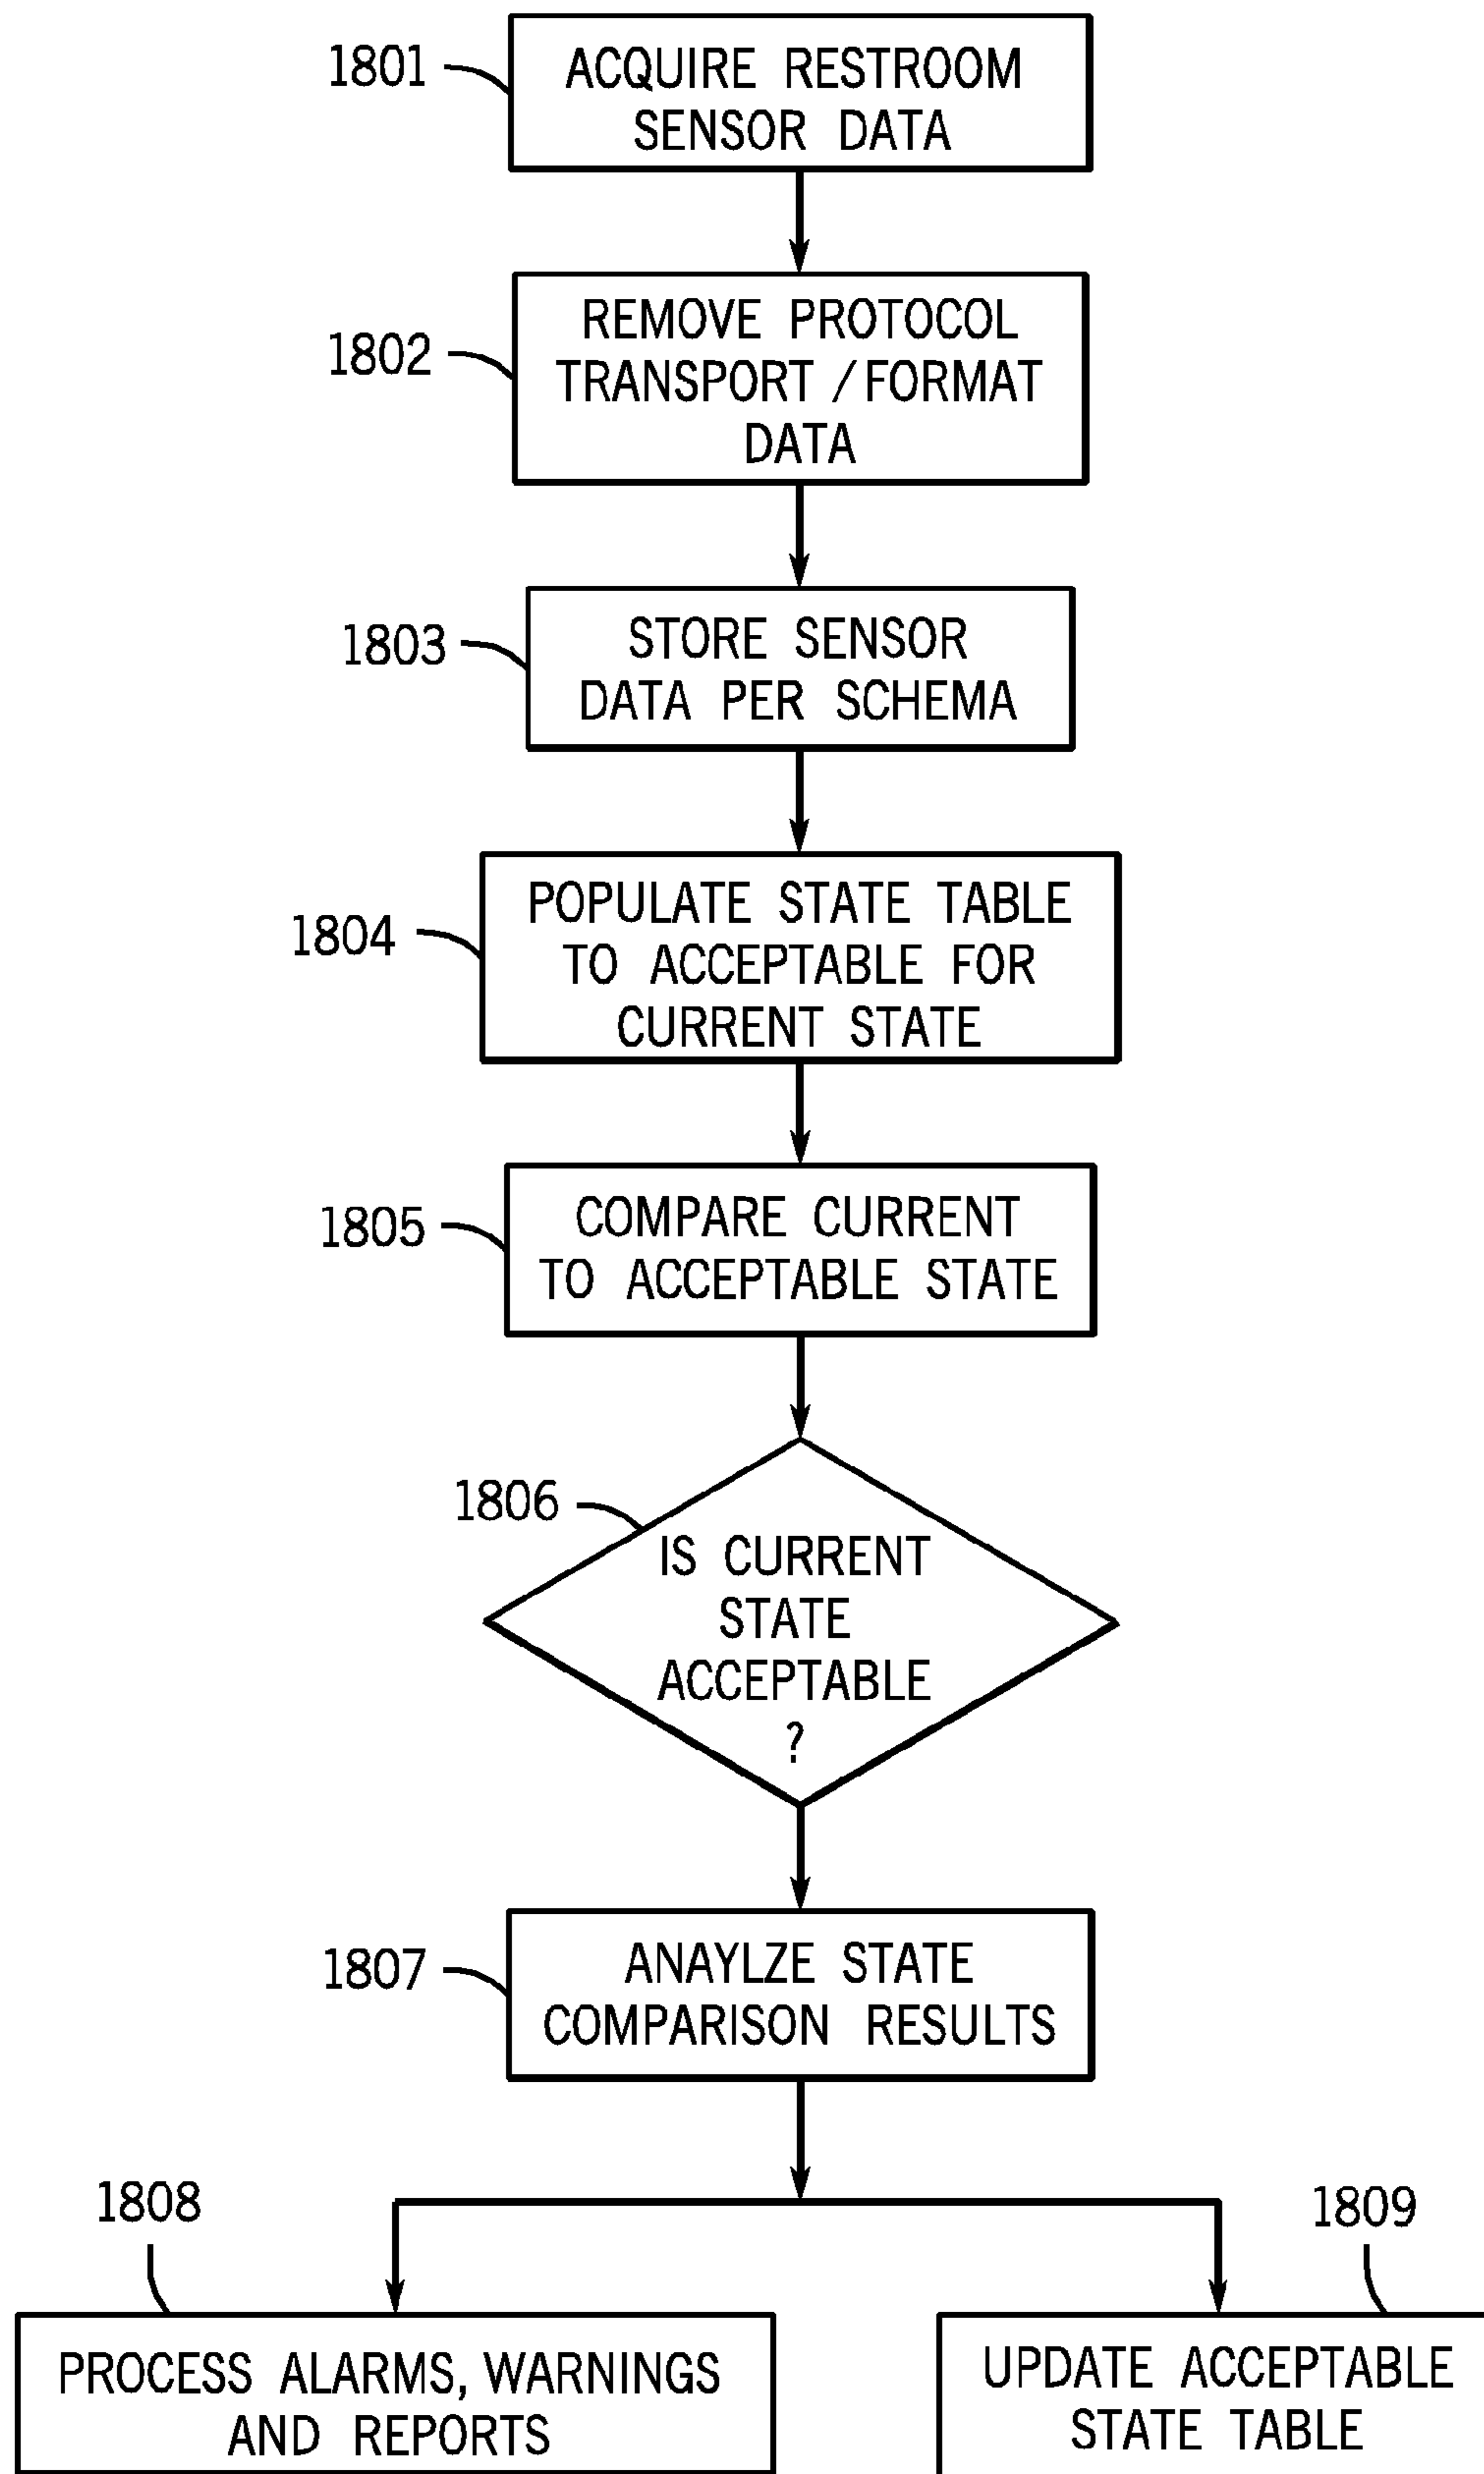 1801
ACQUIRE RESTROOM
SENSOR DATA
1802
REMOVE PROTOCOL
TRANSPORT/FORMAT
DATA
1803
STORE SENSOR
DATA PER SCHEMA
1804
POPULATE STATE TABLE
TO ACCEPTABLE FOR
CURRENT STATE
1805
COMPARE CURRENT
TO ACCEPTABLE STATE
1806
IS CURRENT
STATE
ACCEPTABLE
?
1807
ANAYLZE STATE
COMPARISON RESULTS
1808
PROCESS ALARMS, WARNINGS
AND REPORTS
1809
UPDATE ACCEPTABLE
STATE TABLE